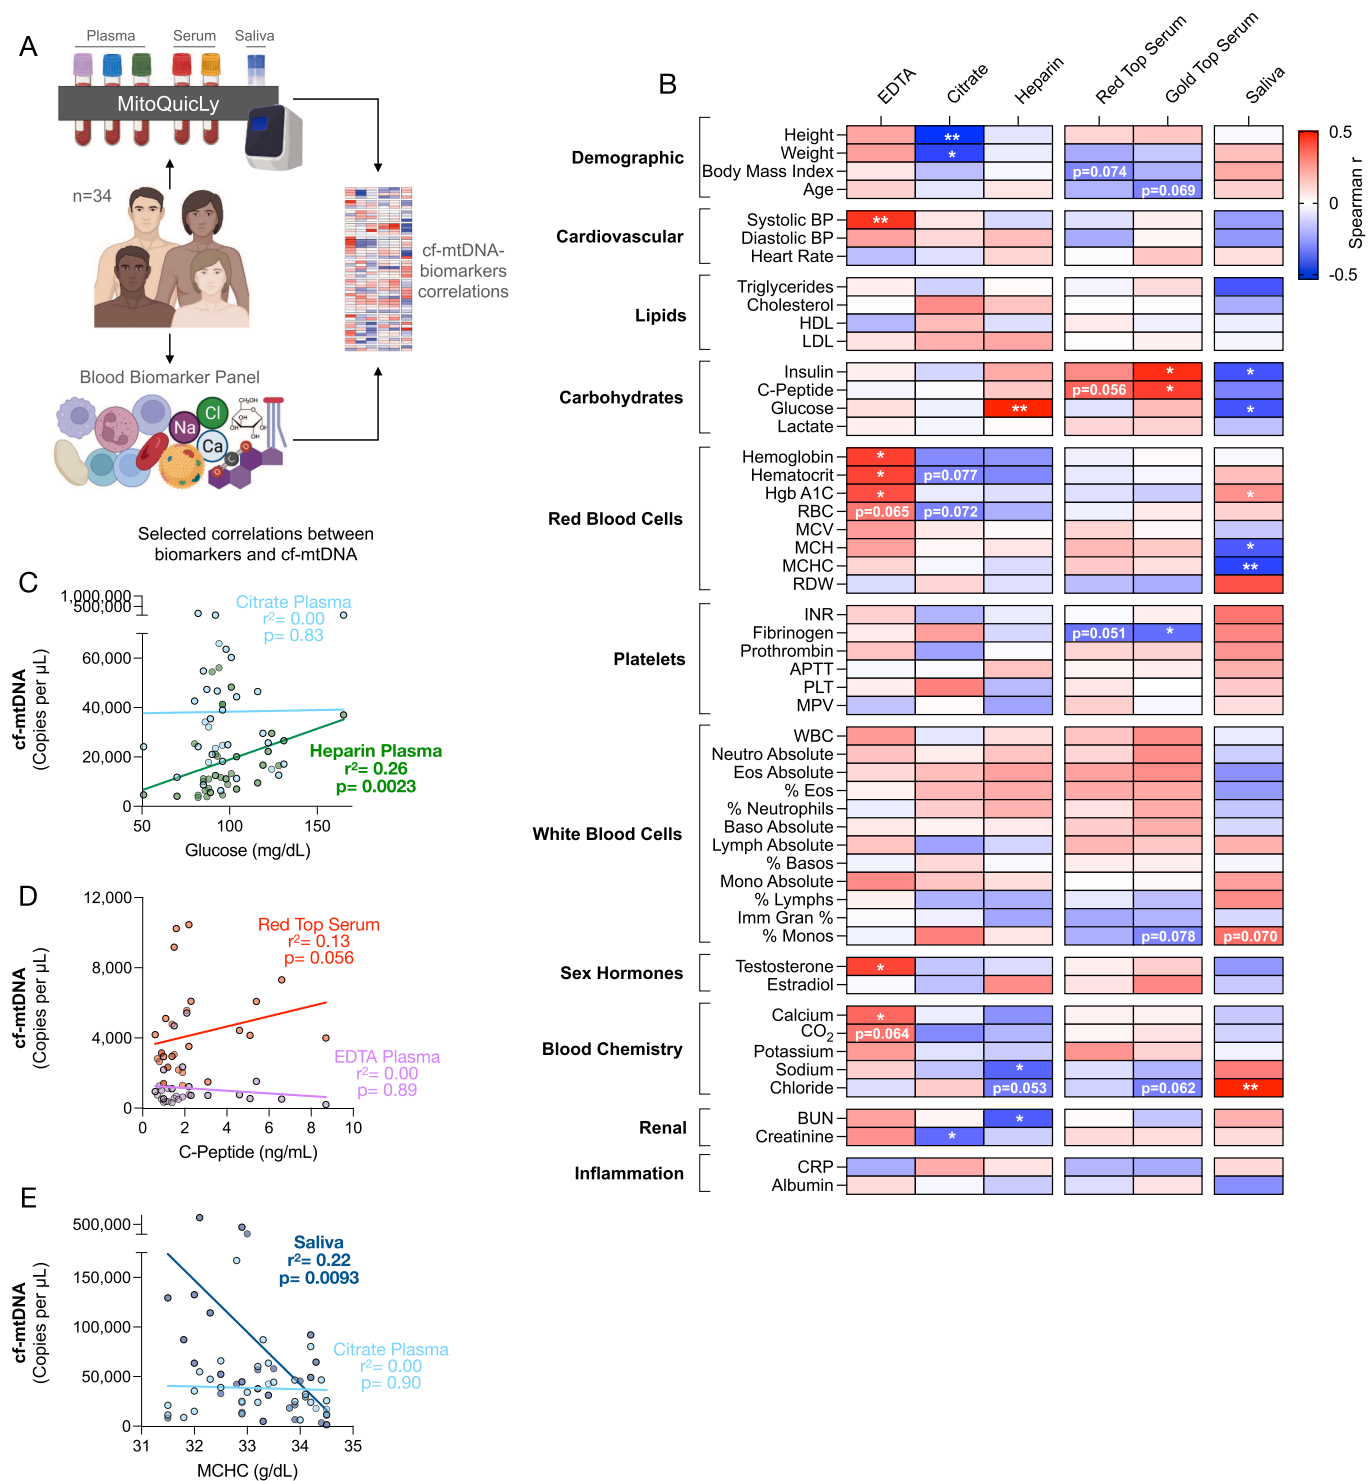 A
Plasma
Serum
Saliva
MitoQuicLy
n=34
cf-mtDNA-
biomarkers
correlations
Blood Biomarker Panel
Na
Cl
Ca
CH₂OH
OH
OH
OH
O
C
O
Selected correlations between
biomarkers and cf-mtDNA
B
EDTA
Citrate
Heparin
Red Top Serum
Gold Top Serum
Saliva
Demographic
Height **
Weight *
Body Mass Index p=0.074
Age p=0.069
Cardiovascular
Systolic BP **
Diastolic BP
Heart Rate
Lipids
Triglycerides
Cholesterol
HDL
LDL
Carbohydrates
Insulin * *
C-Peptide p=0.056 *
Glucose ** *
Lactate
Red Blood Cells
Hemoglobin *
Hematocrit * p=0.077
Hgb A1C * *
RBC p=0.065 p=0.072
MCV
MCH *
MCHC **
RDW
Platelets
INR
Fibrinogen p=0.051 *
Prothrombin
APTT
PLT
MPV
White Blood Cells
WBC
Neutro Absolute
Eos Absolute
% Eos
% Neutrophils
Baso Absolute
Lymph Absolute
% Basos
Mono Absolute
% Lymphs
Imm Gran %
% Monos p=0.078 p=0.070
Sex Hormones
Testosterone *
Estradiol
Blood Chemistry
Calcium *
CO₂ p=0.064
Potassium
Sodium *
Chloride p=0.053 p=0.062 **
Renal
BUN *
Creatinine *
Inflammation
CRP
Albumin
0.5
0
-0.5
Spearman r
C
cf-mtDNA
(Copies per µL)
1,000,000
500,000
60,000
40,000
20,000
0
50 100 150
Glucose (mg/dL)
Citrate Plasma
r²= 0.00
p= 0.83
Heparin Plasma
r²= 0.26
p= 0.0023
D
cf-mtDNA
(Copies per µL)
12,000
8,000
4,000
0
0 2 4 6 8 10
C-Peptide (ng/mL)
Red Top Serum
r²= 0.13
p= 0.056
EDTA Plasma
r²= 0.00
p= 0.89
E
cf-mtDNA
(Copies per µL)
500,000
150,000
100,000
50,000
0
31 32 33 34 35
MCHC (g/dL)
Saliva
r²= 0.22
p= 0.0093
Citrate Plasma
r²= 0.00
p= 0.90